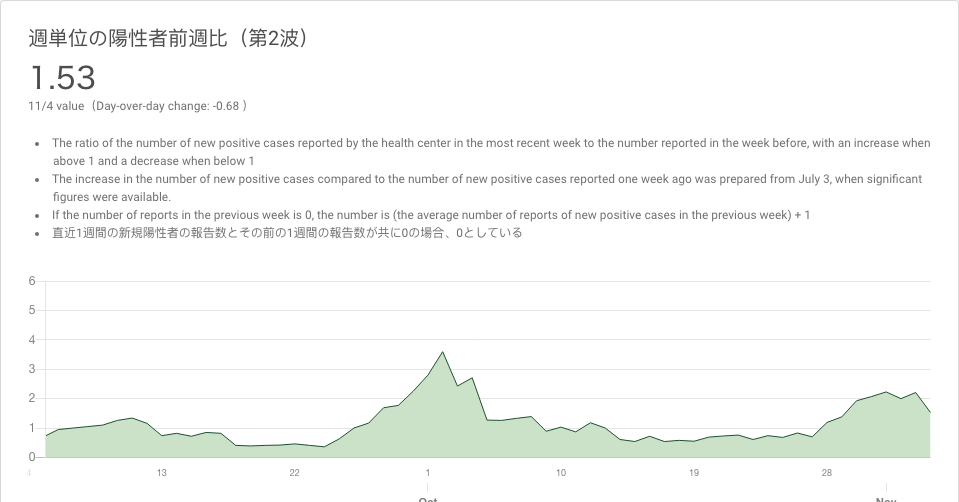 週単位の陽性者前週比（第2波）
1.53
11/4 value（Day-over-day change: -0.68 ）
• The ratio of the number of new positive cases reported by the health center in the most recent week to the number reported in the week before, with an increase when
above 1 and a decrease when below 1
• The increase in the number of new positive cases compared to the number of new positive cases reported one week ago was prepared from July 3, when significant
figures were available.
• If the number of reports in the previous week is 0, the number is (the average number of reports of new positive cases in the previous week) + 1
• 直近1週間の新規陽性者の報告数とその前の1週間の報告数が共に0の場合、0としている
6
5
4
3
2
1
0
4 13 22 1 10 19 28
Oct Nov